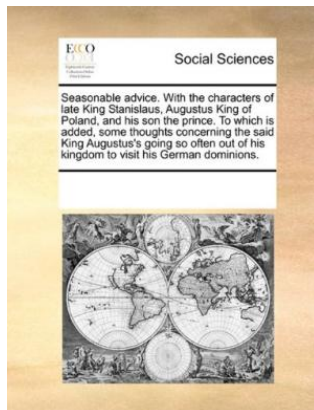 ECCO
Social Sciences
Seasonable advice. With the characters of
late King Stanislaus, Augustus King of
Poland, and his son the prince. To which is
added, some thoughts concerning the said
King Augustus's going so often out of his
kingdom to visit his German dominions.